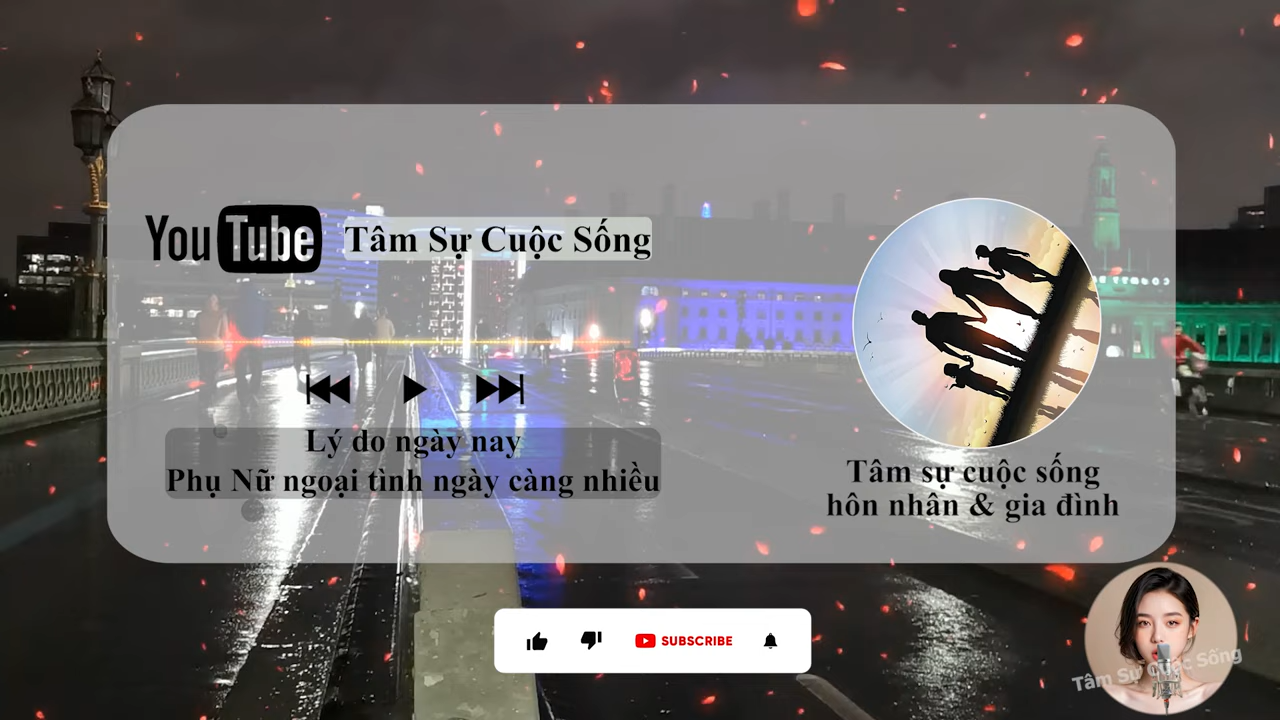 YouTube
Tâm Sự Cuộc Sống
Lý do ngày nay
Phụ Nữ ngoại tình ngày càng nhiều
Tâm sự cuộc sống
hôn nhân & gia đình
SUBSCRIBE
Tâm Sự Cuộc Sống